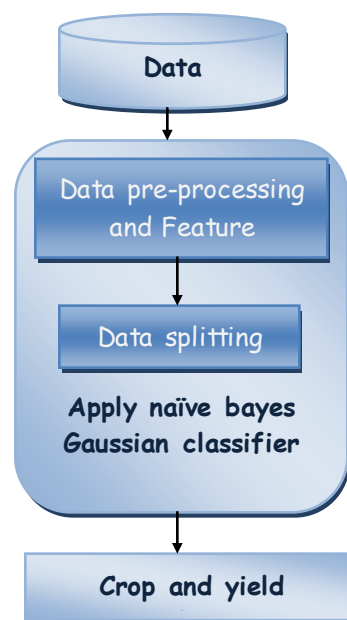 Data
Data pre-processing
and Feature
Data splitting
Apply naïve bayes
Gaussian classifier
Crop and yield